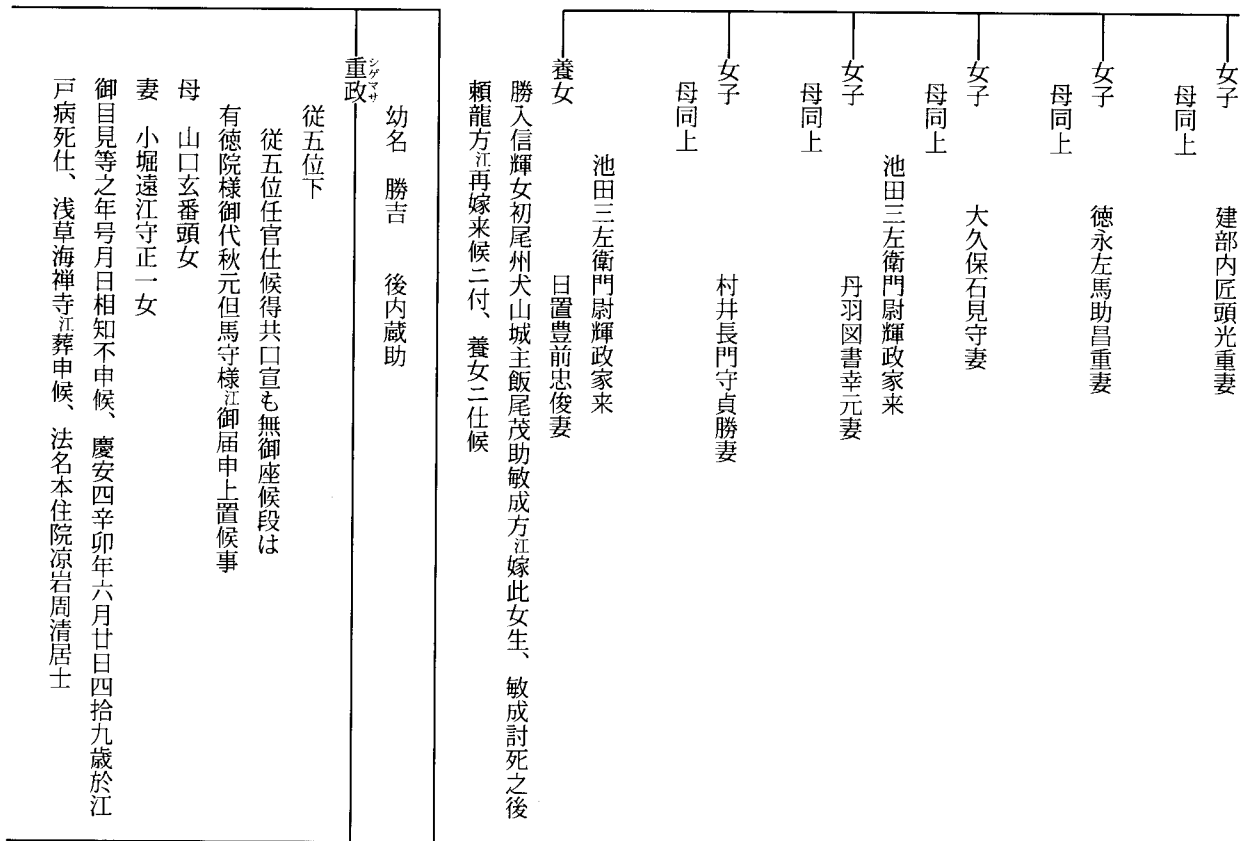 女子　建部内匠頭光重妻
母同上
女子　徳永左馬助昌重妻
母同上
女子　大久保石見守妻
母同上
池田三左衛門尉輝政家来
女子　丹羽図書幸元妻
母同上
女子　村井長門守貞勝妻
母同上
池田三左衛門尉輝政家来
養女　日置豊前忠俊妻
勝入信輝女初尾州犬山城主飯尾茂助敏成方江嫁此女生、敏成討死之後
頼龍方江再嫁来候ニ付、養女ニ仕候
幼名　勝吉　後内蔵助
重政
シゲマサ
従五位下
従五位任官仕候得共口宣も無御座候段は
有徳院様御代秋元但馬守様江御届申上置候事
母　山口玄番頭女
妻　小堀遠江守正一女
御目見等之年号月日相知不申候、慶安四辛卯年六月廿日四拾九歳於江
戸病死仕、浅草海禅寺江葬申候、法名本住院凉岩周清居士